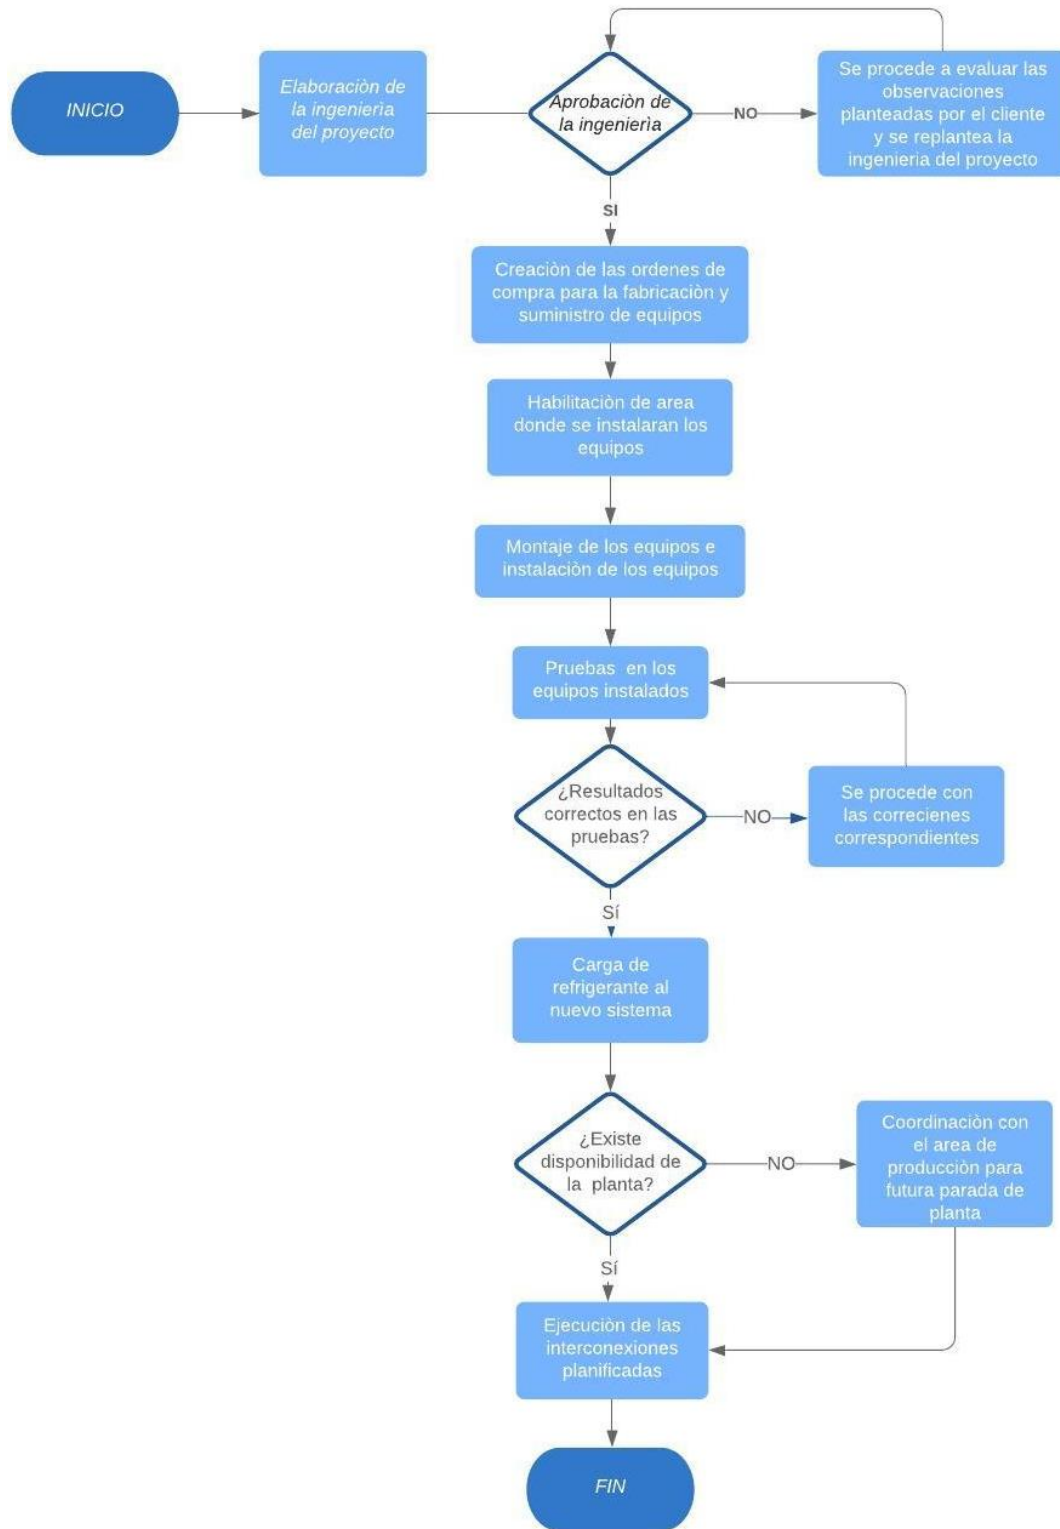 INICIO
Elaboraciòn de
la ingenierìa
del proyecto
Aprobaciòn de
la ingenierìa
NO
Se procede a evaluar las
observaciones
planteadas por el cliente
y se replantea la
ingenieria del proyecto
SI
Creaciòn de las ordenes de
compra para la fabricaciòn y
suministro de equipos
Habilitaciòn de area
donde se instalaran los
equipos
Montaje de los equipos e
instalaciòn de los equipos
Pruebas en los
equipos instalados
¿Resultados
correctos en las
pruebas?
NO
Se procede con
las correcienes
correspondientes
Sí
Carga de
refrigerante al
nuevo sistema
¿Existe
disponibilidad de
la planta?
NO
Coordinaciòn con
el area de
producciòn para
futura parada de
planta
Sí
Ejecuciòn de las
interconexiones
planificadas
FIN